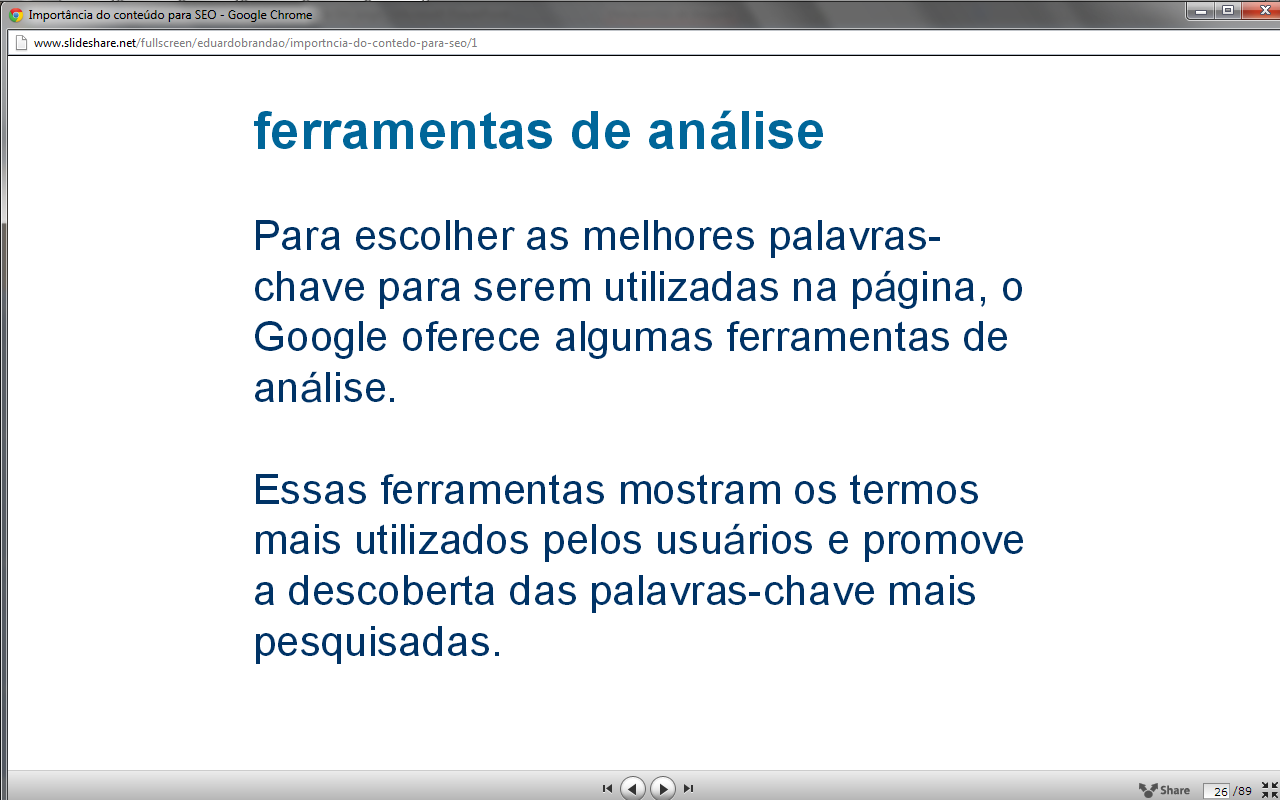 Importância do conteúdo para SEO - Google Chrome
www.slideshare.net/fullscreen/eduardobrandao/importncia-do-contedo-para-seo/1
ferramentas de análise
Para escolher as melhores palavras-
chave para serem utilizadas na página, o
Google oferece algumas ferramentas de
análise.
Essas ferramentas mostram os termos
mais utilizados pelos usuários e promove
a descoberta das palavras-chave mais
pesquisadas.
Share 26 /89